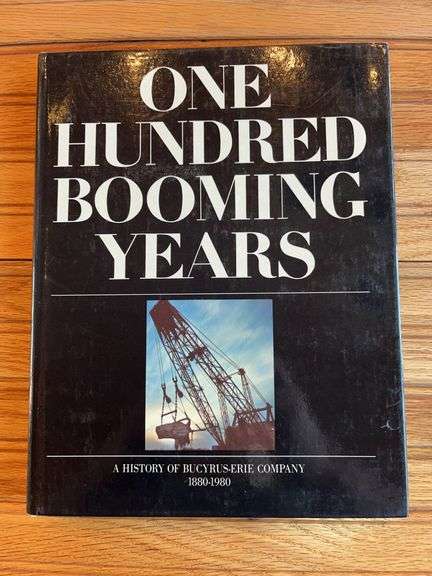 ONE
HUNDRED
BOOMING
YEARS
A HISTORY OF BUCYRUS-ERIE COMPANY
1880-1980